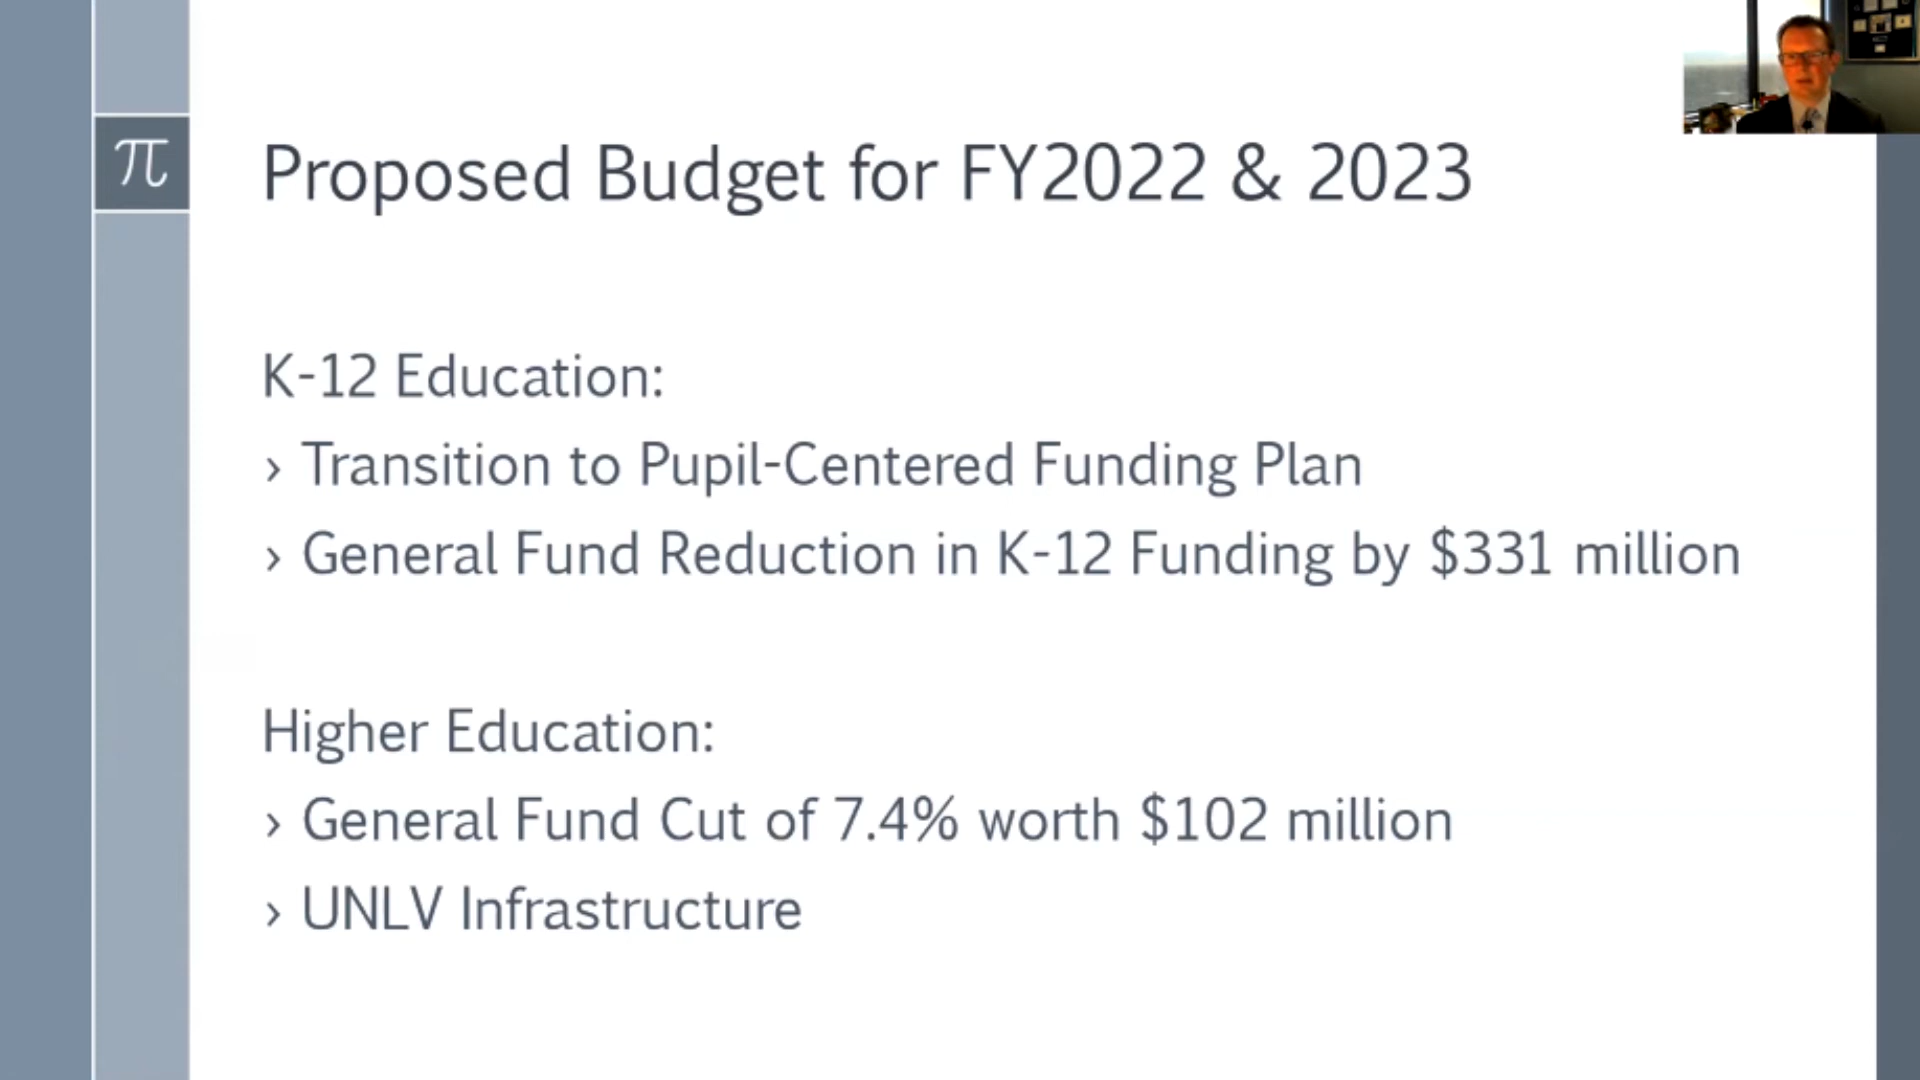 π
Proposed Budget for FY2022 & 2023
K-12 Education:
› Transition to Pupil-Centered Funding Plan
› General Fund Reduction in K-12 Funding by $331 million
Higher Education:
› General Fund Cut of 7.4% worth $102 million
› UNLV Infrastructure